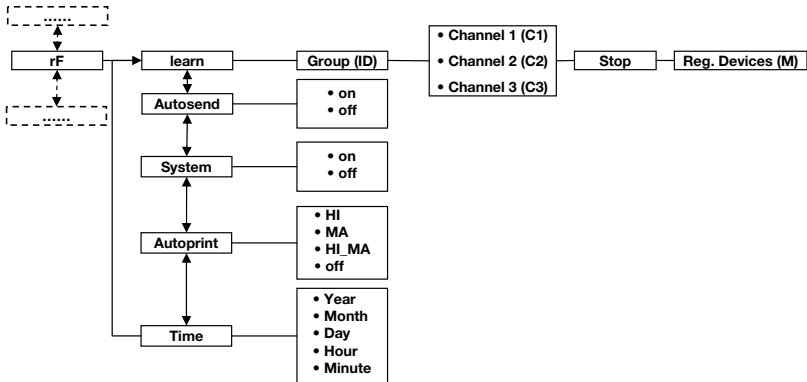 ......
rF
......
learn
Group (ID)
• Channel 1 (C1)
• Channel 2 (C2)
• Channel 3 (C3)
Stop
Reg. Devices (M)
Autosend
• on
• off
System
• on
• off
Autoprint
• HI
• MA
• HI_MA
• off
Time
• Year
• Month
• Day
• Hour
• Minute